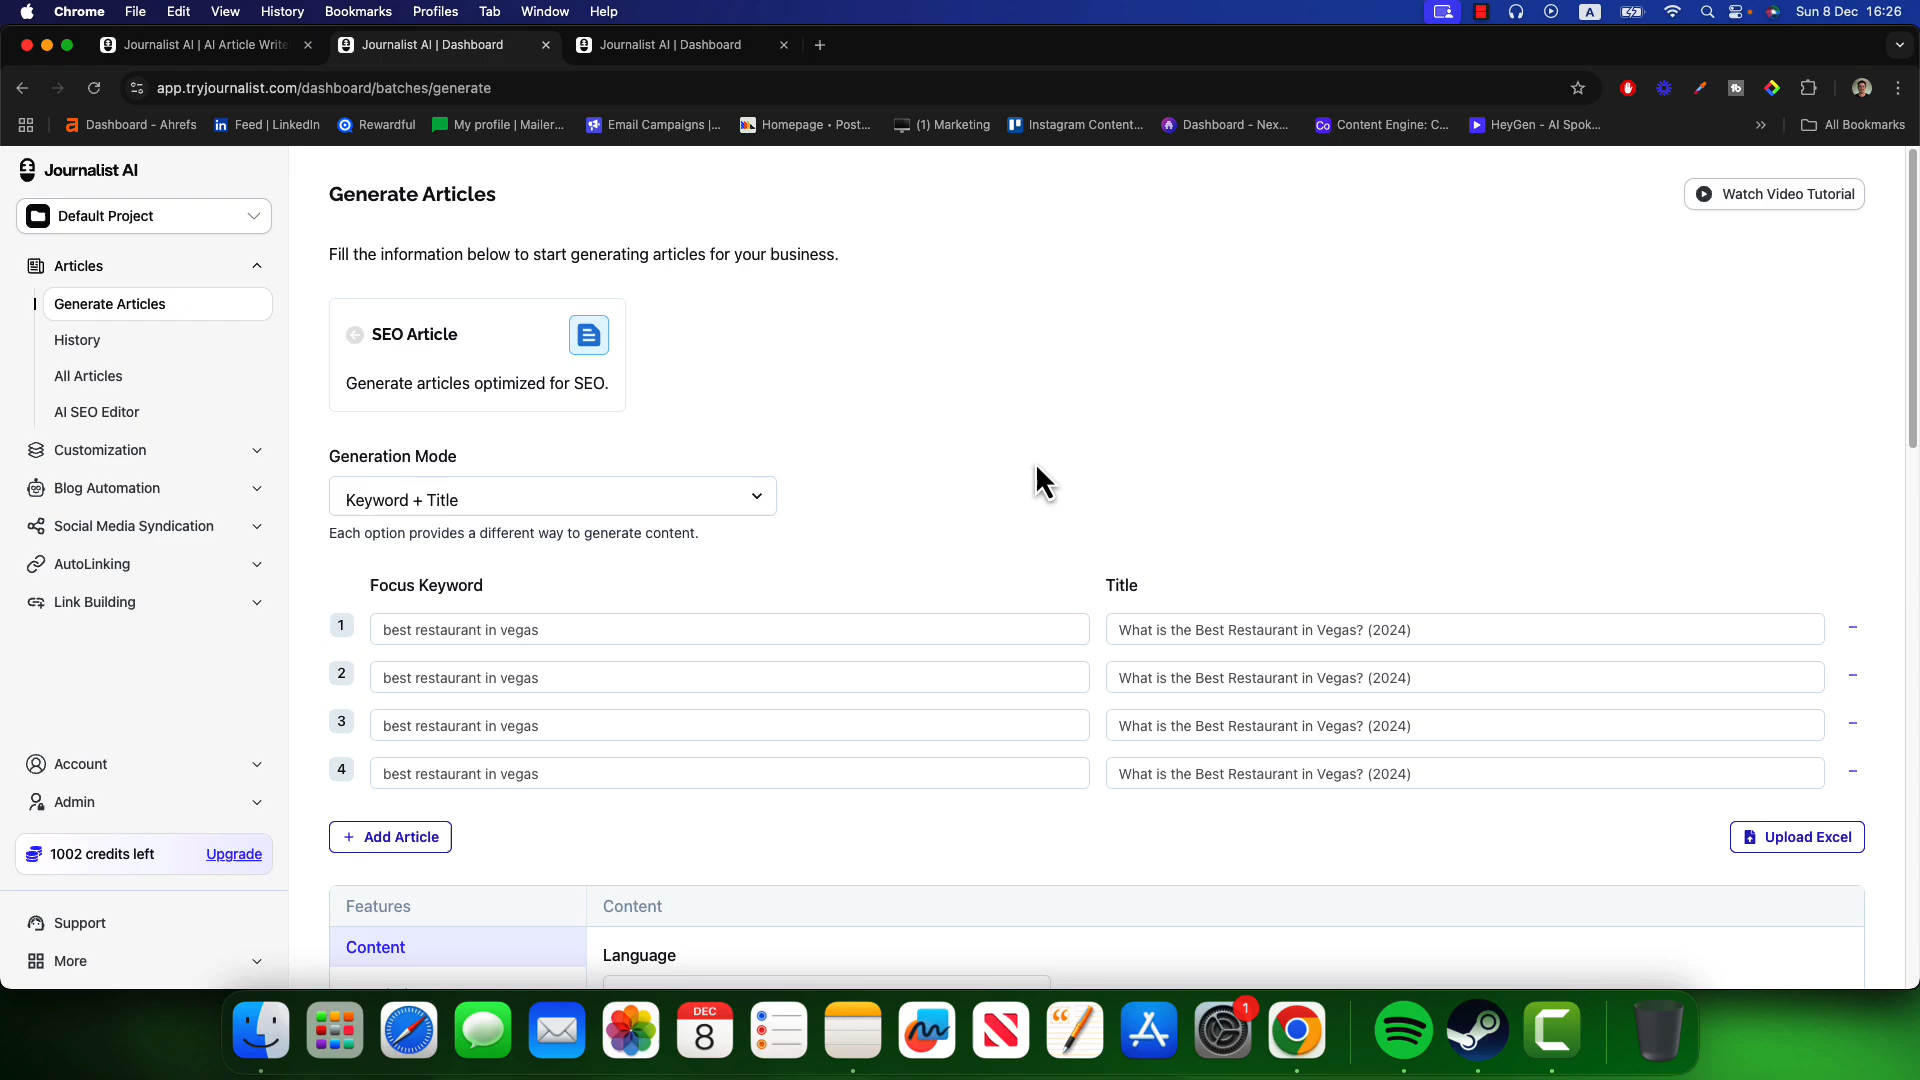 Chrome File Edit View History Bookmarks Profiles Tab Window Help
A Sun 8 Dec 16:26
Journalist AI | AI Article Write
Journalist AI | Dashboard
Journalist AI | Dashboard
app.tryjournalist.com/dashboard/batches/generate
Dashboard - Ahrefs
Feed | LinkedIn
Rewardful
My profile | Mailer...
Email Campaigns |...
Homepage • Post...
(1) Marketing
Instagram Content...
Dashboard - Nex...
Content Engine: C...
HeyGen - AI Spok...
All Bookmarks
Journalist AI
Default Project
Articles
Generate Articles
History
All Articles
AI SEO Editor
Customization
Blog Automation
Social Media Syndication
AutoLinking
Link Building
Account
Admin
1002 credits left Upgrade
Support
More
Generate Articles
Watch Video Tutorial
Fill the information below to start generating articles for your business.
SEO Article
Generate articles optimized for SEO.
Generation Mode
Keyword + Title
Each option provides a different way to generate content.
Focus Keyword Title
1 best restaurant in vegas What is the Best Restaurant in Vegas? (2024)
2 best restaurant in vegas What is the Best Restaurant in Vegas? (2024)
3 best restaurant in vegas What is the Best Restaurant in Vegas? (2024)
4 best restaurant in vegas What is the Best Restaurant in Vegas? (2024)
+ Add Article
Upload Excel
Features Content
Content
Language
DEC
8
1